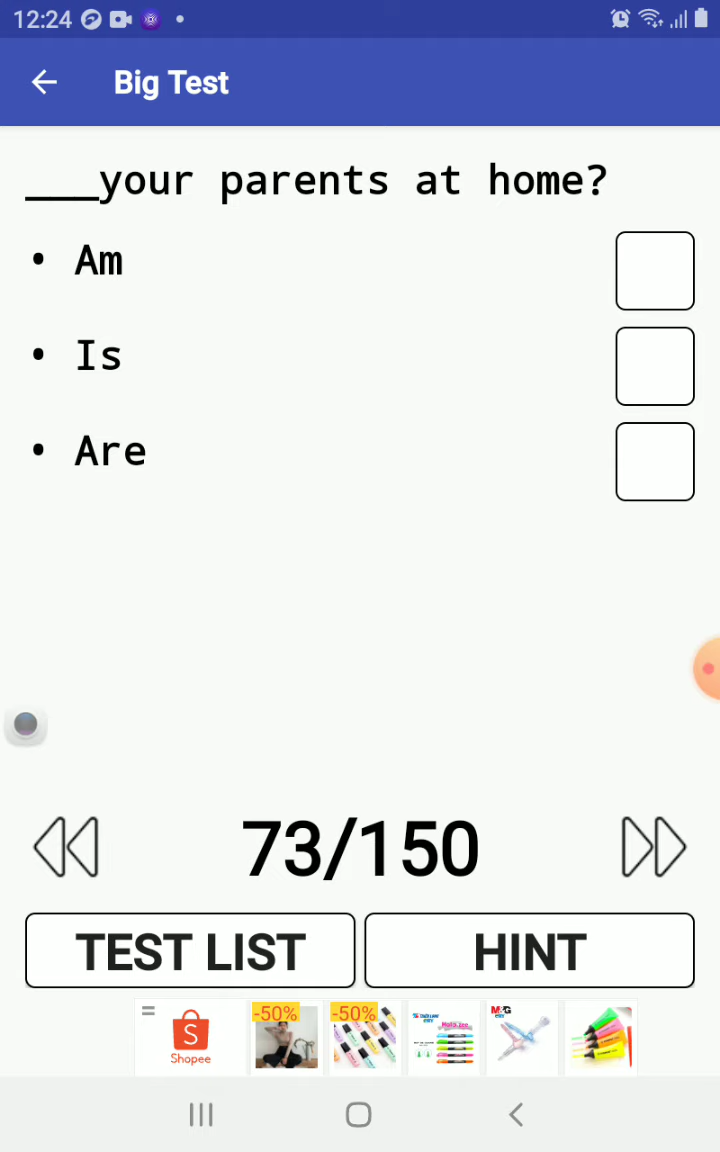 12:24
Big Test
____your parents at home?
• Am
• Is
• Are
73/150
TEST LIST
HINT
Shopee
-50%
-50%
M&G